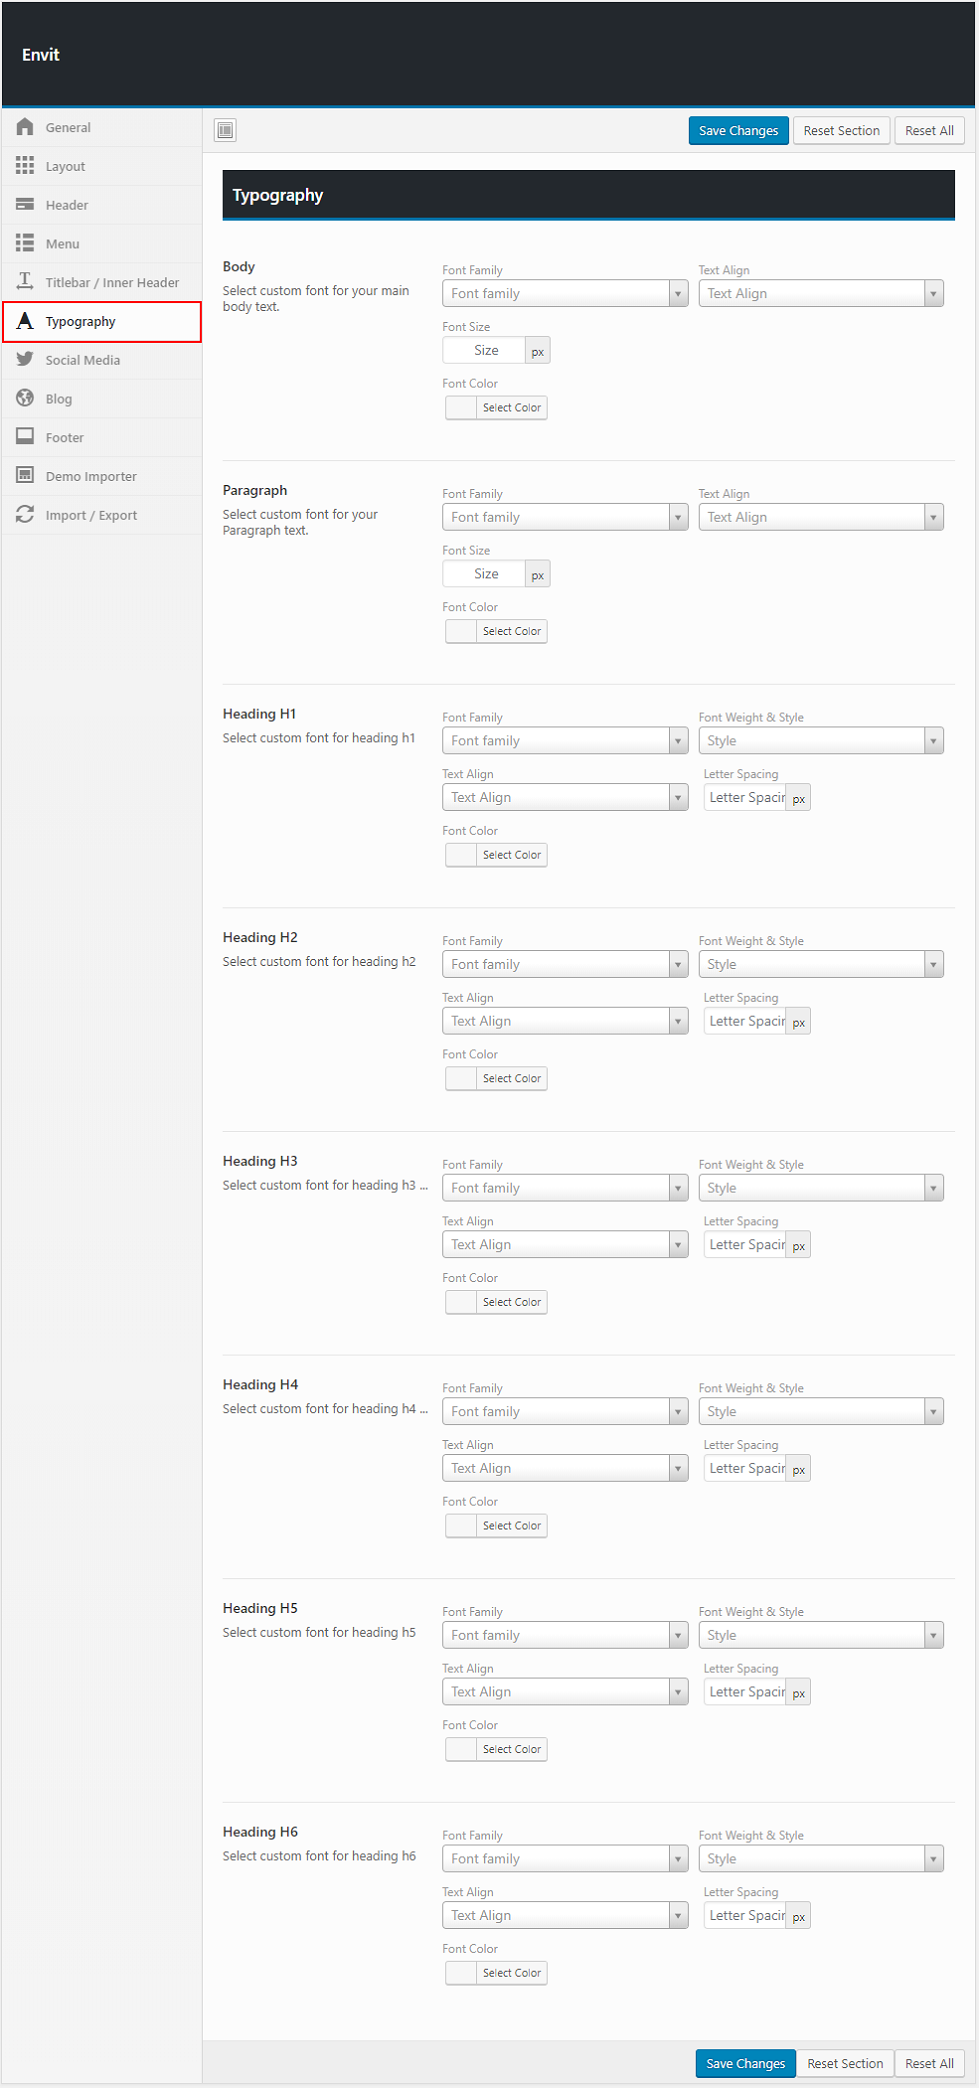 Envit
General
Layout
Header
Menu
Titlebar / Inner Header
Typography
Social Media
Blog
Footer
Demo Importer
Import / Export
Save Changes Reset Section Reset All
Typography
Body
Select custom font for your main
body text.
Font Family Text Align
Font family Text Align
Font Size
Size px
Font Color
Select Color
Paragraph
Select custom font for your
Paragraph text.
Font Family Text Align
Font family Text Align
Font Size
Size px
Font Color
Select Color
Heading H1
Select custom font for heading h1
Font Family Font Weight & Style
Font family Style
Text Align Letter Spacing
Text Align Letter Spacir px
Font Color
Select Color
Heading H2
Select custom font for heading h2
Font Family Font Weight & Style
Font family Style
Text Align Letter Spacing
Text Align Letter Spacir px
Font Color
Select Color
Heading H3
Select custom font for heading h3 ...
Font Family Font Weight & Style
Font family Style
Text Align Letter Spacing
Text Align Letter Spacir px
Font Color
Select Color
Heading H4
Select custom font for heading h4 ...
Font Family Font Weight & Style
Font family Style
Text Align Letter Spacing
Text Align Letter Spacir px
Font Color
Select Color
Heading H5
Select custom font for heading h5
Font Family Font Weight & Style
Font family Style
Text Align Letter Spacing
Text Align Letter Spacir px
Font Color
Select Color
Heading H6
Select custom font for heading h6
Font Family Font Weight & Style
Font family Style
Text Align Letter Spacing
Text Align Letter Spacir px
Font Color
Select Color
Save Changes Reset Section Reset All